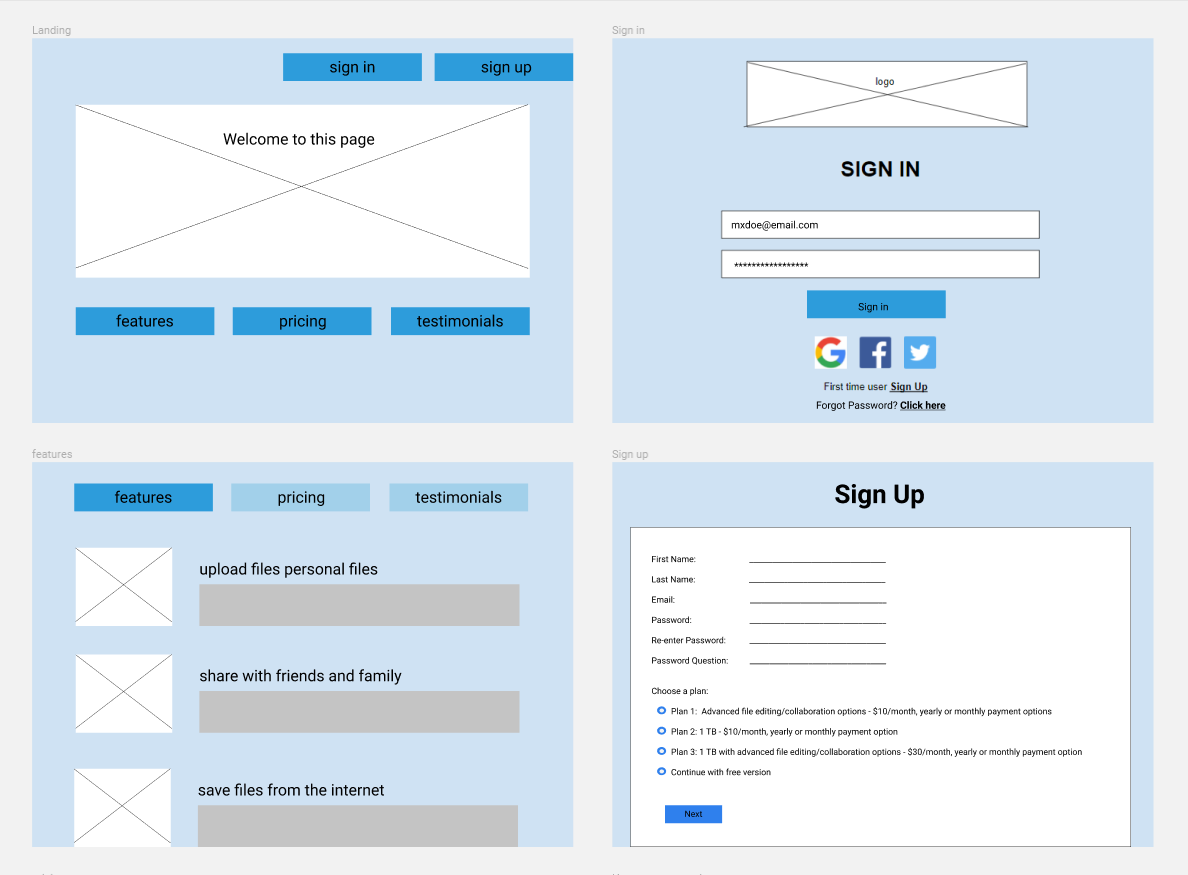 Landing
sign in
sign up
Welcome to this page
features
pricing
testimonials
Sign in
logo
SIGN IN
mxdoe@email.com
*****************
Sign in
First time user Sign Up
Forgot Password? Click here
features
features
pricing
testimonials
upload files personal files
share with friends and family
save files from the internet
Sign up
Sign Up
First Name:
Last Name:
Email:
Password:
Re-enter Password:
Password Question:
Choose a plan:
Plan 1:  Advanced file editing/collaboration options - $10/month, yearly or monthly payment options
Plan 2: 1 TB - $10/month, yearly or monthly payment option
Plan 3: 1 TB with advanced file editing/collaboration options - $30/month, yearly or monthly payment option
Continue with free version
Next